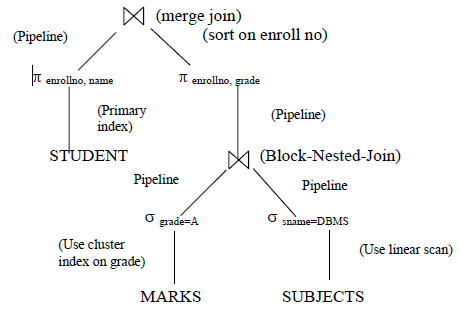 (merge join)
(Pipeline)
(sort on enroll no)
π enrollno, name
π enrollno, grade
(Primary
index)
(Pipeline)
STUDENT
(Block-Nested-Join)
Pipeline
Pipeline
σ grade=A
σ sname=DBMS
(Use cluster
index on grade)
(Use linear scan)
MARKS
SUBJECTS